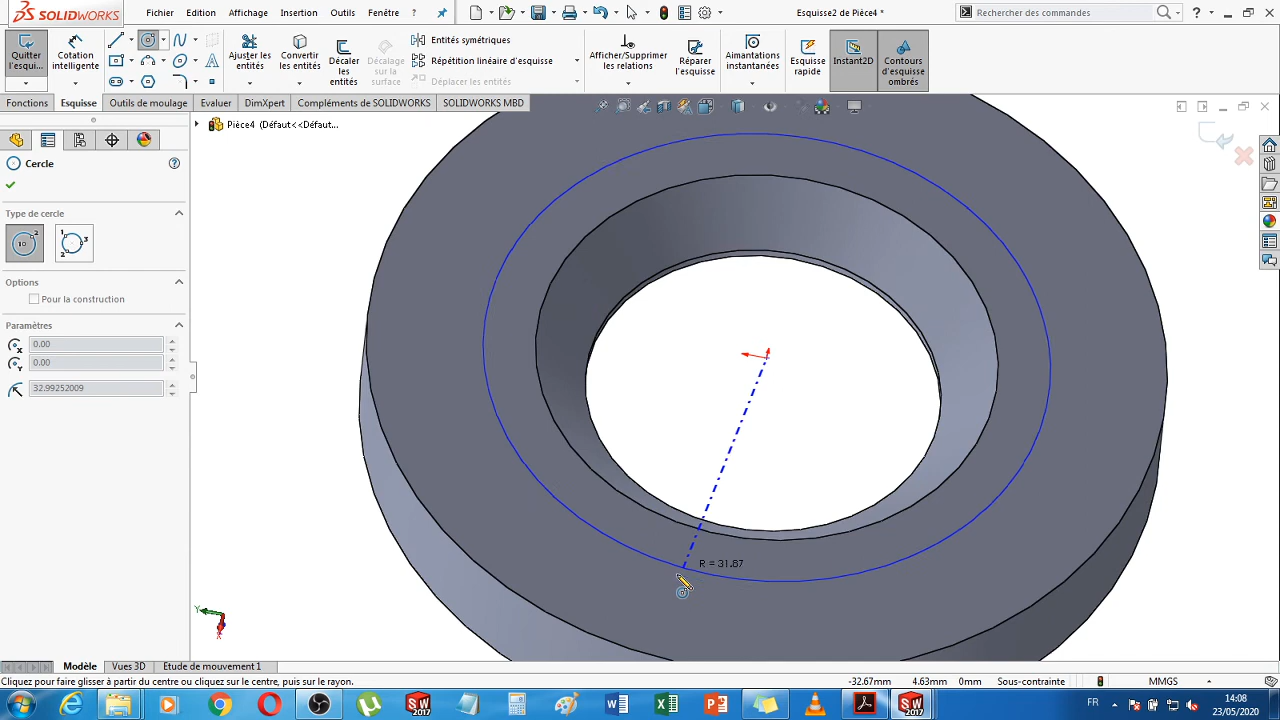 SOLIDWORKS
Fichier Edition Affichage Insertion Outils Fenêtre
Esquisse2 de Pièce4 *
Rechercher des commandes
Quitter l'esqui...
Cotation intelligente
Ajuster les entités
Convertir les entités
Décaler les entités
Décalage sur la surface
Entités symétriques
Répétition linéaire d'esquisse
Déplacer les entités
Afficher/Supprimer les relations
Réparer l'esquisse
Aimantations instantanées
Esquisse rapide
Instant2D
Contours d'esquisse ombrés
Fonctions Esquisse Outils de moulage Evaluer DimXpert Compléments de SOLIDWORKS SOLIDWORKS MBD
Pièce4 (Défaut<<Défaut...
Cercle
Type de cercle
Options
Pour la construction
Paramètres
0.00
0.00
32.99252009
R = 31.87
Y
X
Modèle Vues 3D Etude de mouvement 1
Cliquez pour faire glisser à partir du centre ou cliquez sur le centre, puis sur le rayon.
-32.67mm 4.63mm 0mm Sous-contrainte MMGS
FR
14:08
23/05/2020